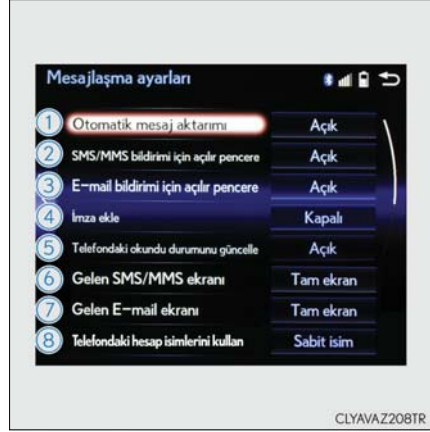 Mesajlaşma ayarları
1 Otomatik mesaj aktarımı Açık
2 SMS/MMS bildirimi için açılır pencere Açık
3 E-mail bildirimi için açılır pencere Açık
4 İmza ekle Kapalı
5 Telefondaki okundu durumunu güncelle Açık
6 Gelen SMS/MMS ekranı Tam ekran
7 Gelen E-mail ekranı Tam ekran
8 Telefondaki hesap isimlerini kullan Sabit isim
CLYAVAZ208TR